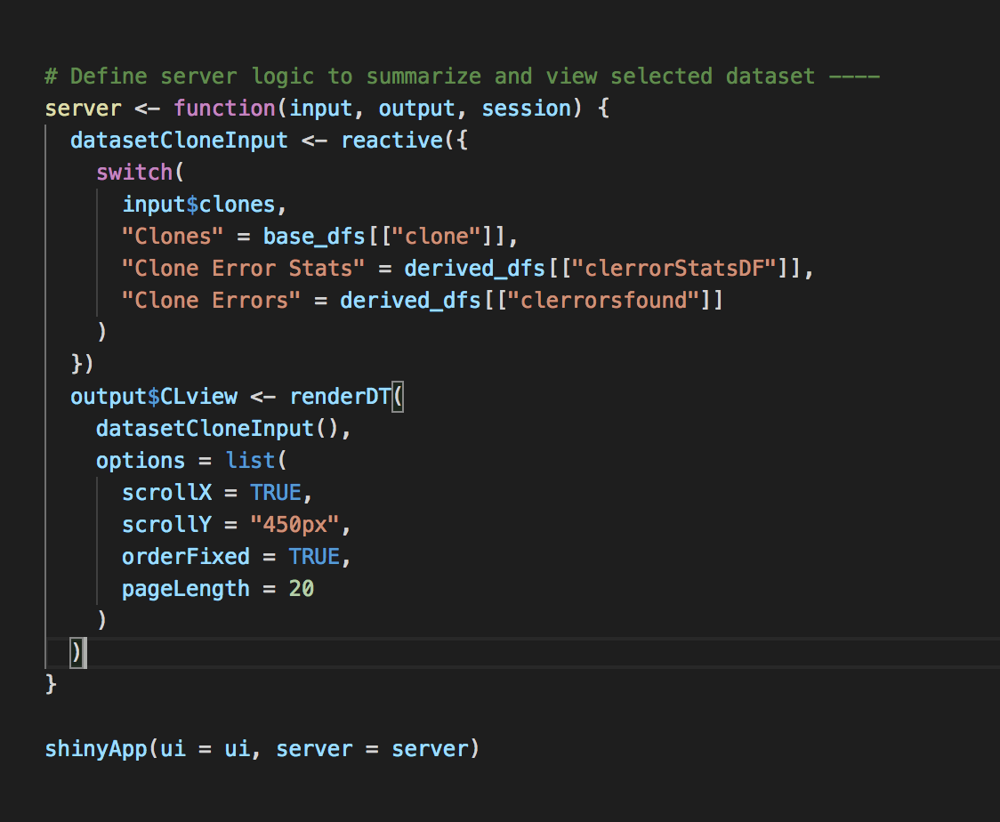 # Define server logic to summarize and view selected dataset ----
server <- function(input, output, session) {
  datasetCloneInput <- reactive({
    switch(
      input$clones,
      "Clones" = base_dfs[["clone"]],
      "Clone Error Stats" = derived_dfs[["clerrorStatsDF"]],
      "Clone Errors" = derived_dfs[["clerrorsfound"]]
    )
  })
  output$CLview <- renderDT(
    datasetCloneInput(),
    options = list(
      scrollX = TRUE,
      scrollY = "450px",
      orderFixed = TRUE,
      pageLength = 20
    )
  )
}
shinyApp(ui = ui, server = server)